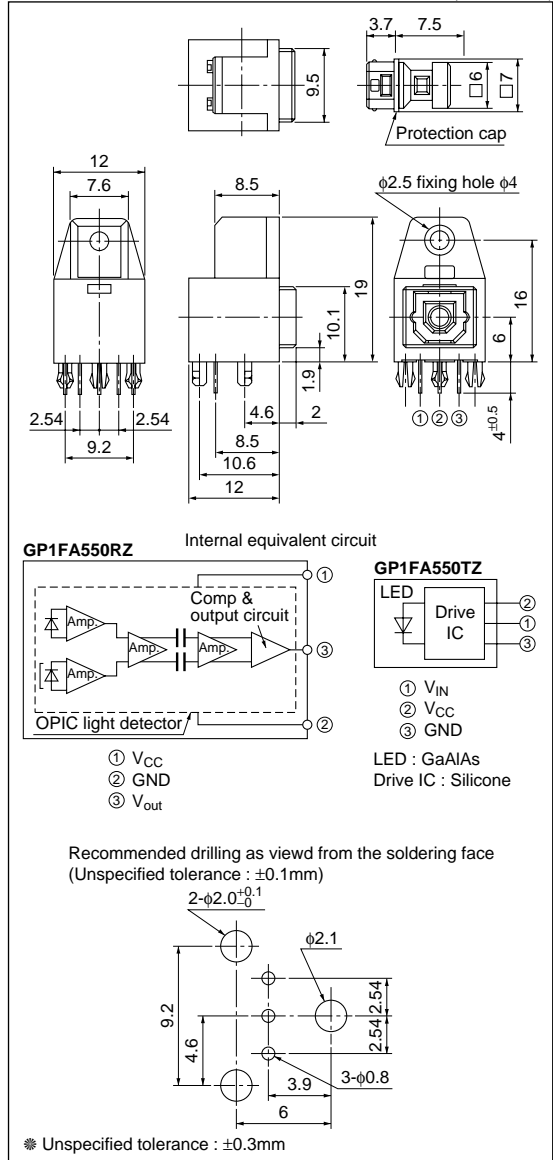 3.7 7.5
9.5
□6
□7
Protection cap
12
7.6
8.5
φ2.5 fixing hole φ4
19
10.1
1.9
16
6
2.54 2.54
9.2
4.6 2
8.5
10.6
12
① ② ③
4±0.5
Internal equivalent circuit
GP1FA550RZ
Amp.
Amp.
Amp.
Amp.
Comp &
output circuit
①
③
②
OPIC light detector
① VCC
② GND
③ Vout
GP1FA550TZ
LED
Drive
IC
②
①
③
① VIN
② VCC
③ GND
LED : GaAlAs
Drive IC : Silicone
Recommended drilling as viewd from the soldering face
(Unspecified tolerance : ±0.1mm)
2-φ2.0+0.1 −0
φ2.1
9.2
4.6
2.54
2.54
3.9
3-φ0.8
6
❊ Unspecified tolerance : ±0.3mm